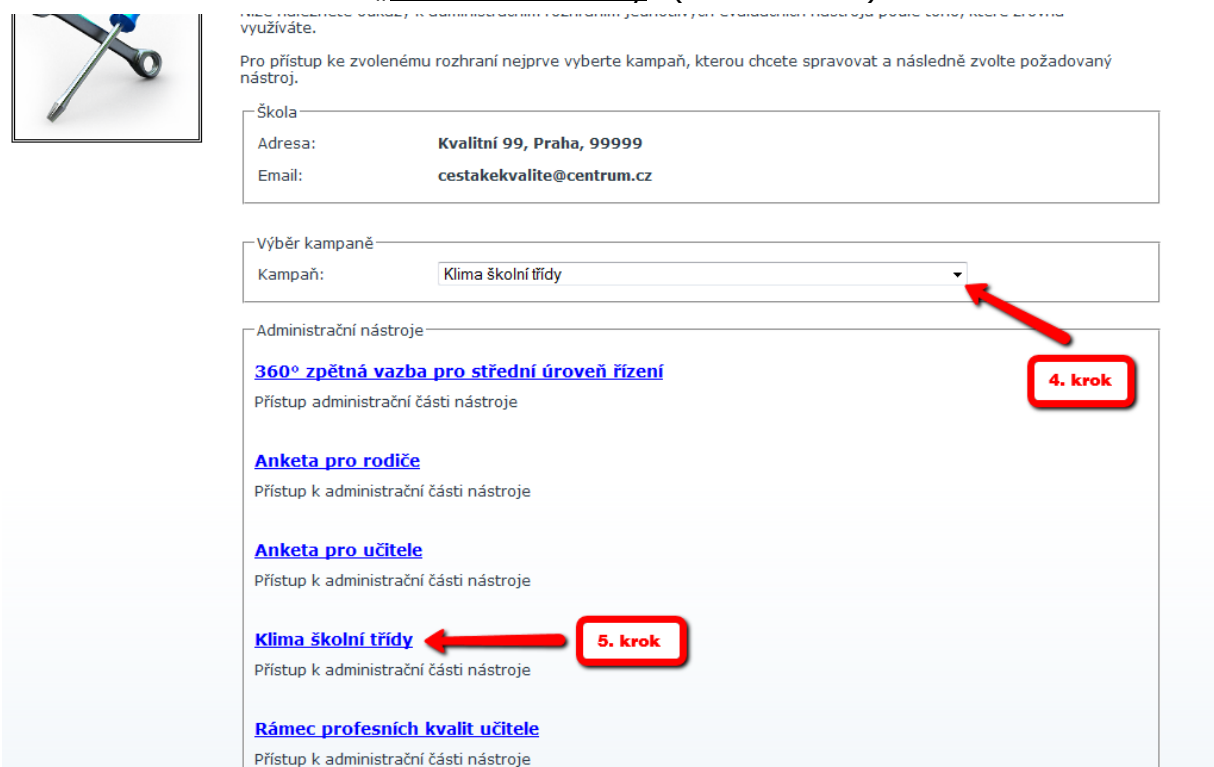 využíváte.
Pro přístup ke zvolenému rozhraní nejprve vyberte kampaň, kterou chcete spravovat a následně zvolte požadovaný
nástroj.
Škola
Adresa: Kvalitní 99, Praha, 99999
Email: cestakekvalite@centrum.cz
Výběr kampaně
Kampaň: Klima školní třídy
Administrační nástroje
360° zpětná vazba pro střední úroveň řízení
4. krok
Přístup administrační části nástroje
Anketa pro rodiče
Přístup k administrační části nástroje
Anketa pro učitele
Přístup k administrační části nástroje
Klima školní třídy
5. krok
Přístup k administrační části nástroje
Rámec profesních kvalit učitele
Přístup k administrační části nástroje